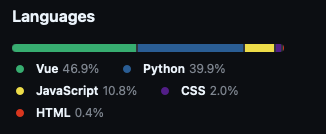 Languages
Vue 46.9% Python 39.9%
JavaScript 10.8% CSS 2.0%
HTML 0.4%